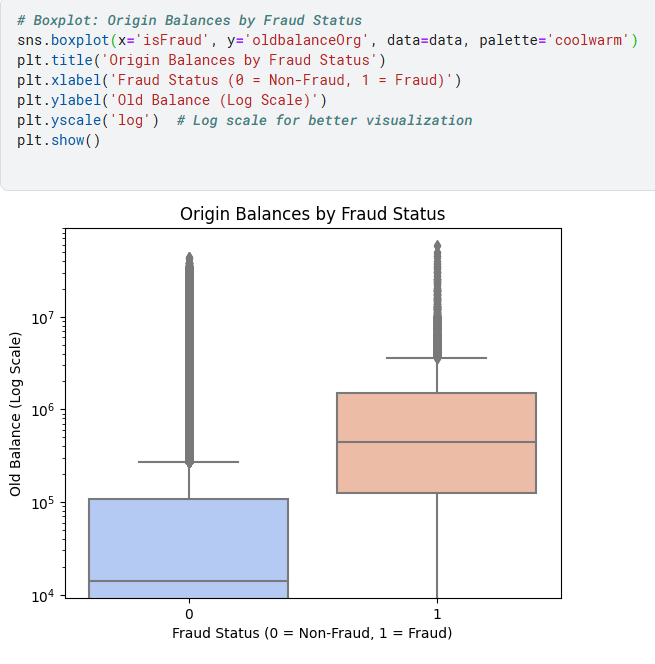 # Boxplot: Origin Balances by Fraud Status
sns.boxplot(x='isFraud', y='oldbalanceOrg', data=data, palette='coolwarm')
plt.title('Origin Balances by Fraud Status')
plt.xlabel('Fraud Status (0 = Non-Fraud, 1 = Fraud)')
plt.ylabel('Old Balance (Log Scale)')
plt.yscale('log')  # Log scale for better visualization
plt.show()
Origin Balances by Fraud Status
Old Balance (Log Scale)
10⁷
10⁶
10⁵
10⁴
0 1
Fraud Status (0 = Non-Fraud, 1 = Fraud)